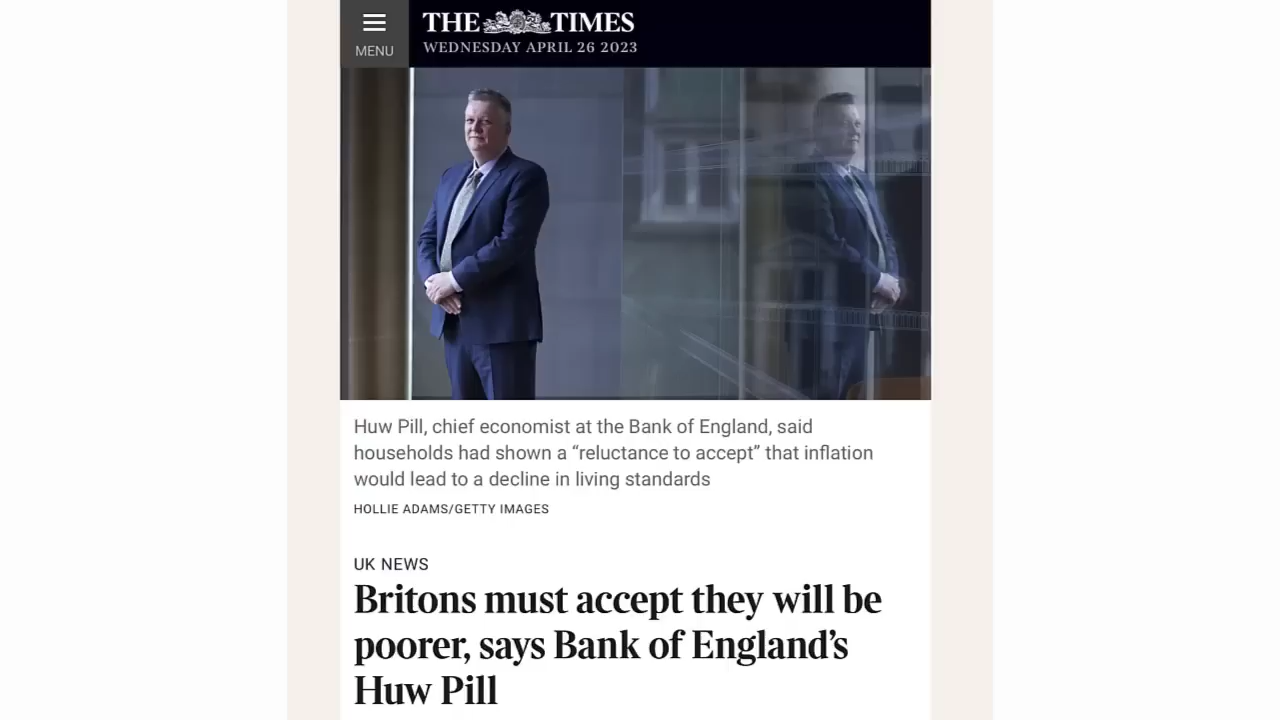 THE TIMES
MENU
WEDNESDAY APRIL 26 2023
Huw Pill, chief economist at the Bank of England, said
households had shown a “reluctance to accept” that inflation
would lead to a decline in living standards
HOLLIE ADAMS/GETTY IMAGES
UK NEWS
Britons must accept they will be
poorer, says Bank of England’s
Huw Pill